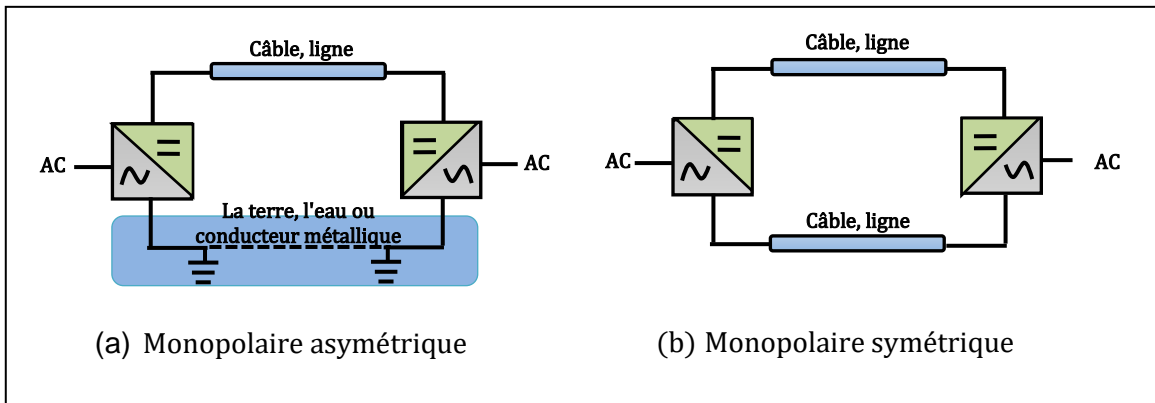 Câble, ligne
AC
AC
La terre, l'eau ou
conducteur métallique
(a) Monopolaire asymétrique
Câble, ligne
AC
AC
Câble, ligne
(b) Monopolaire symétrique